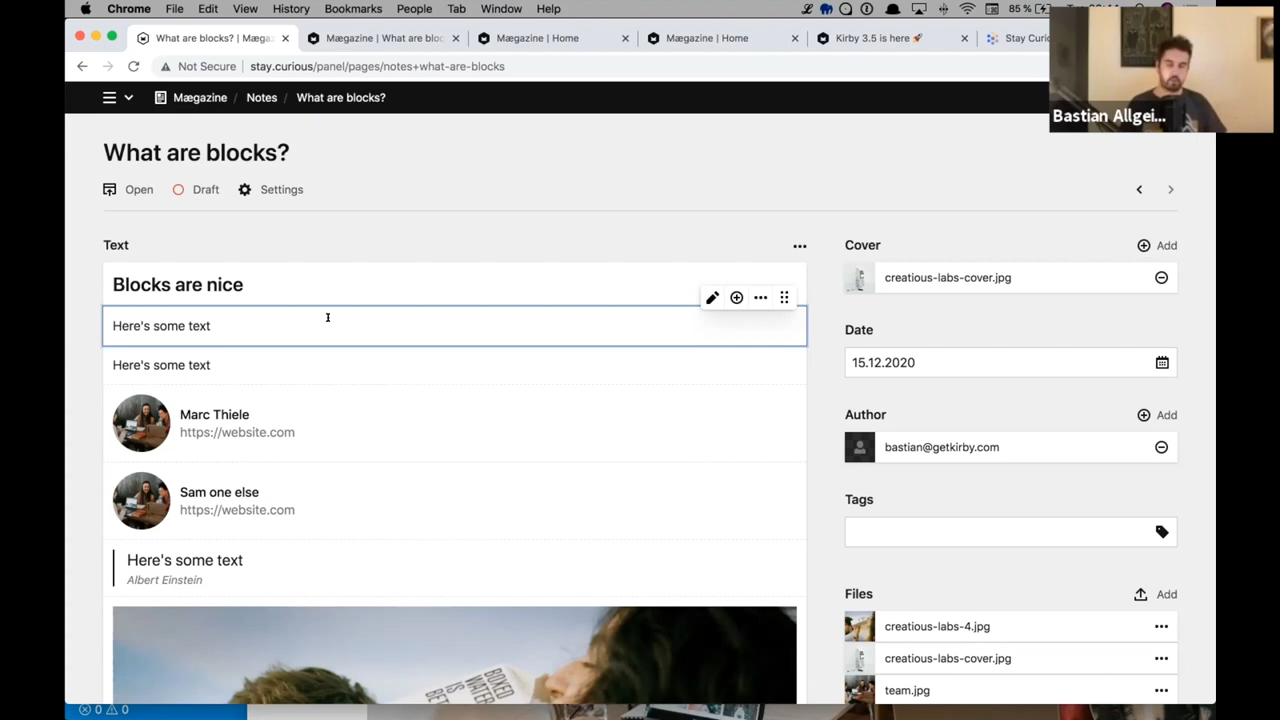 Chrome File Edit View History Bookmarks People Tab Window Help 85 %
What are blocks? | Mæga
Mægazine | What are bloc
Mægazine | Home
Mægazine | Home
Kirby 3.5 is here 🚀
Stay Curi
Not Secure stay.curious/panel/pages/notes+what-are-blocks
Bastian Allgei...
Mægazine / Notes / What are blocks?
What are blocks?
Open Draft Settings
Text
Blocks are nice
Here's some text
Here's some text
Marc Thiele
https://website.com
Sam one else
https://website.com
Here's some text
Albert Einstein
BOXED
WATER
IS
BET
Cover Add
creatious-labs-cover.jpg
Date
15.12.2020
Author Add
bastian@getkirby.com
Tags
Files Add
creatious-labs-4.jpg
creatious-labs-cover.jpg
team.jpg
0 0